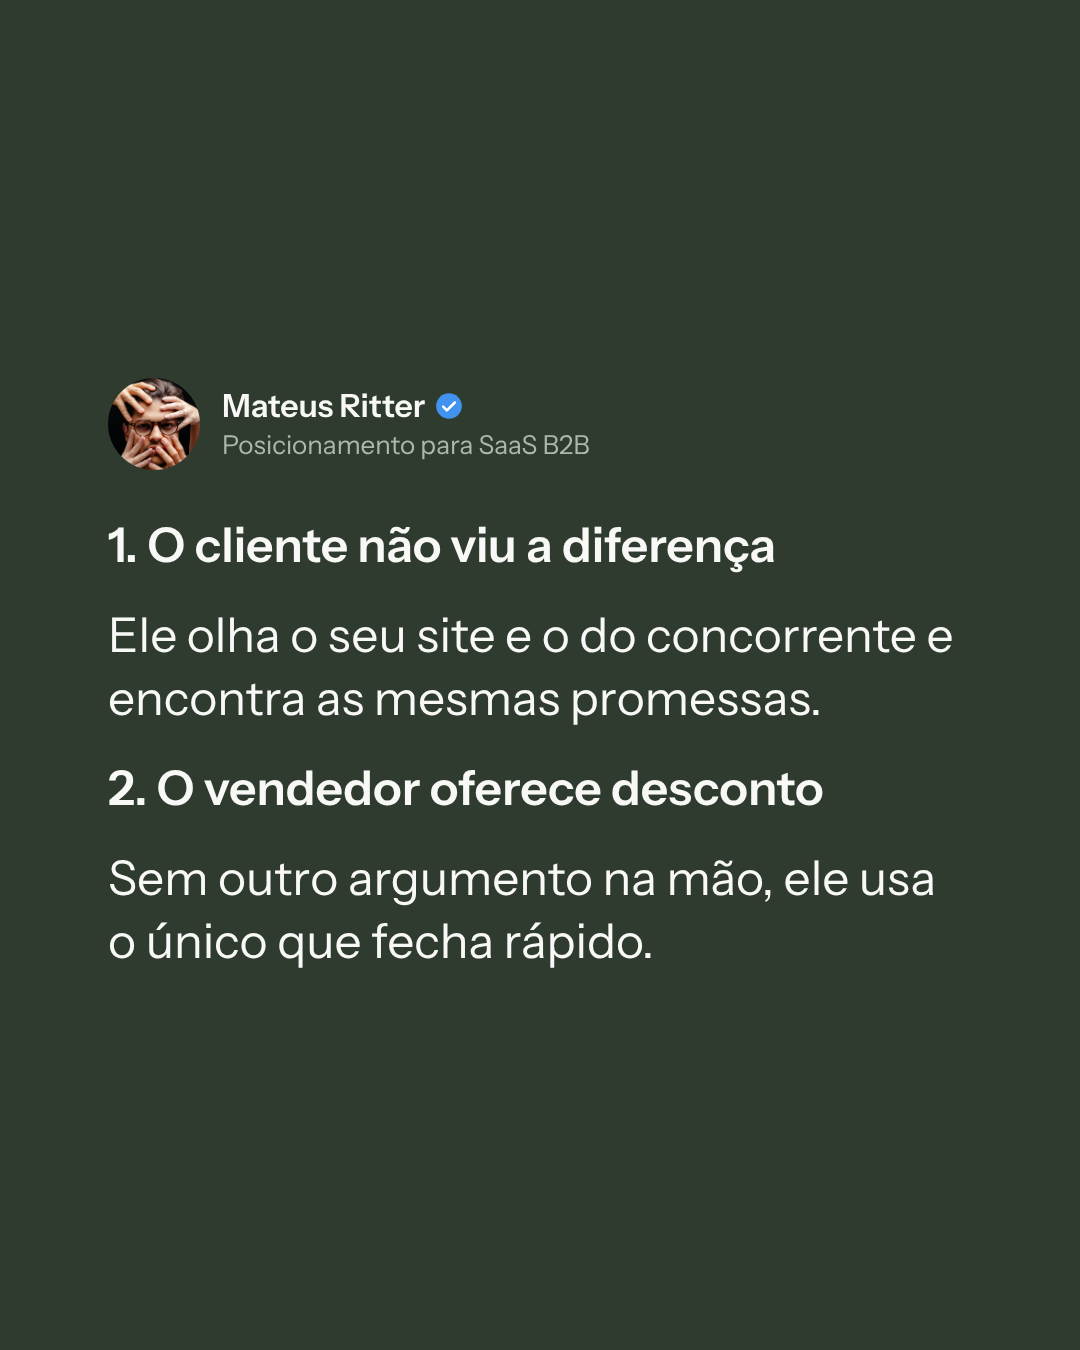 Mateus Ritter
Posicionamento para SaaS B2B
1. O cliente não viu a diferença
Ele olha o seu site e o do concorrente e
encontra as mesmas promessas.
2. O vendedor oferece desconto
Sem outro argumento na mão, ele usa
o único que fecha rápido.